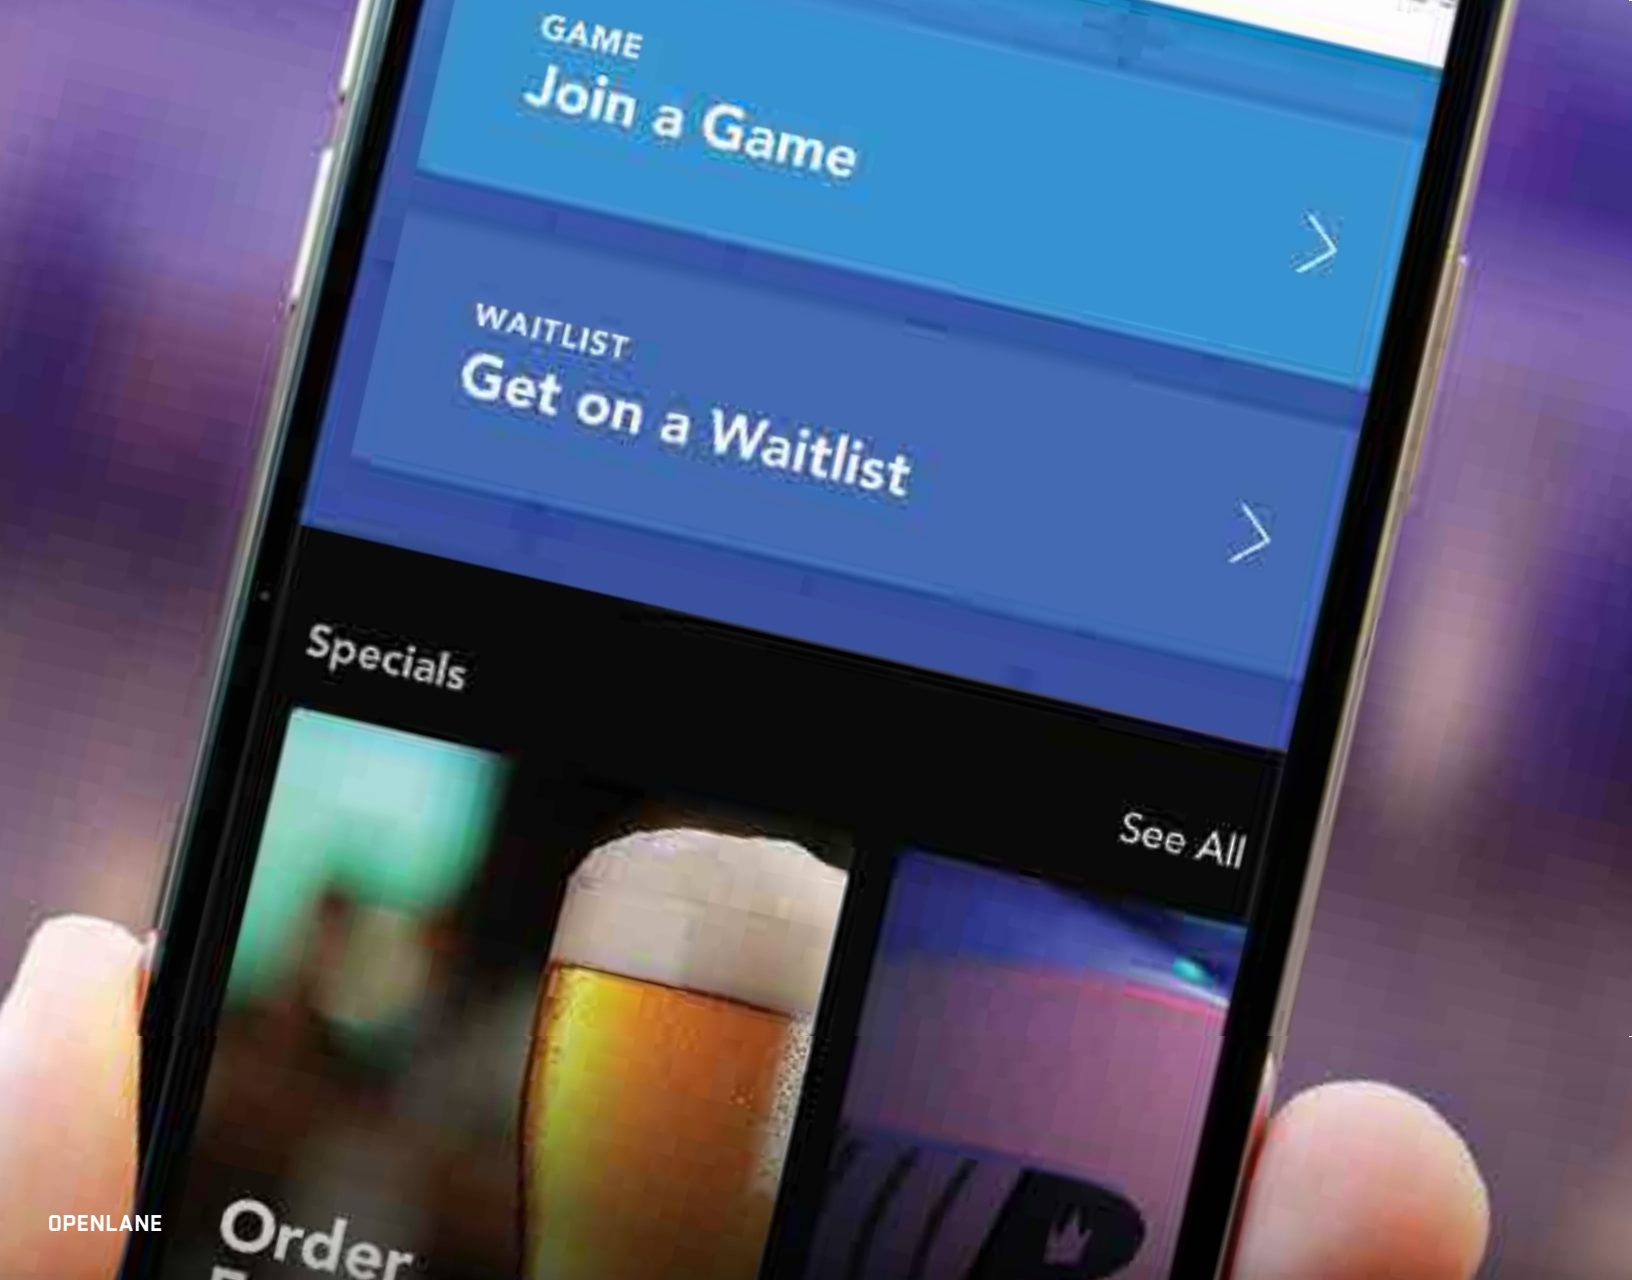 GAME
Join a Game
WAITLIST
Get on a Waitlist
Specials
See All
Order
OPENLANE